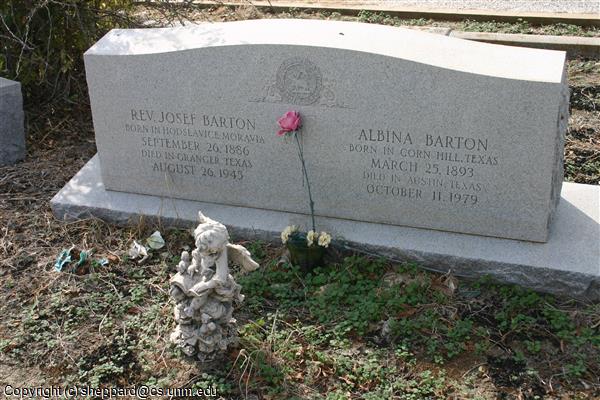 REV. JOSEF BARTON
BORN IN HODSLAVICE, MORAVIA
SEPTEMBER 26, 1886
DIED IN GRANGER, TEXAS
AUGUST 26, 1945
ALBINA BARTON
BORN IN CORN HILL, TEXAS
MARCH 25, 1893
DIED IN AUSTIN, TEXAS
OCTOBER 11, 1979
Copyright (c) sheppard@cs.unm.edu